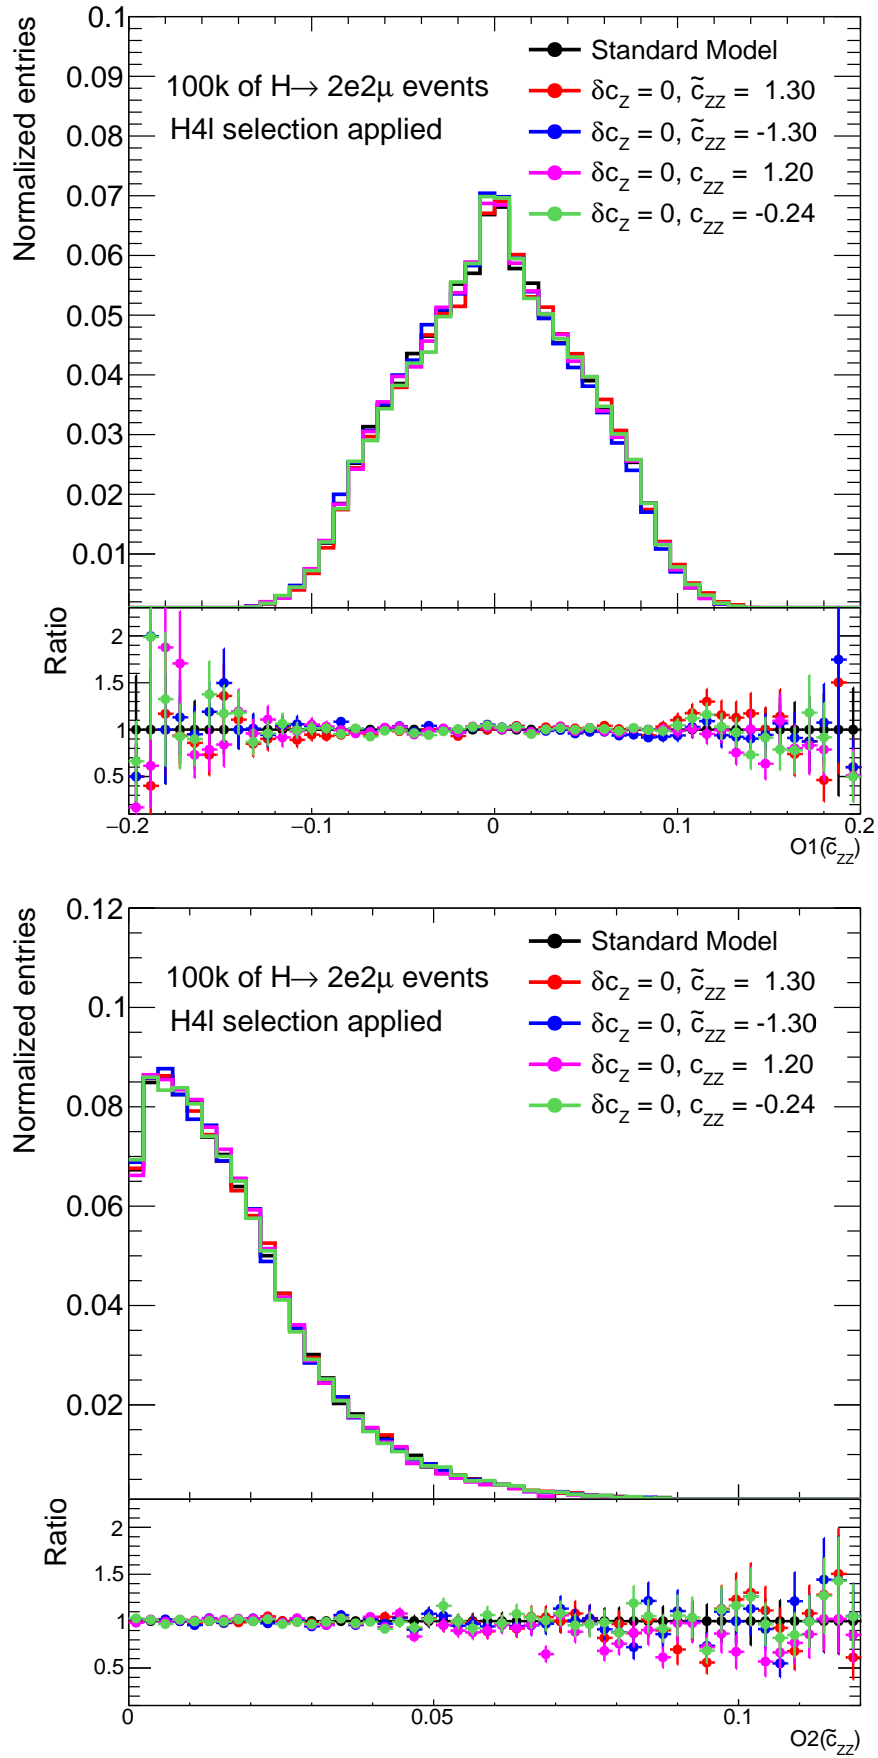 0.1
0.09
0.08
0.07
0.06
0.05
0.04
0.03
0.02
0.01
Normalized entries
100k of H→ 2e2μ events
H4l selection applied
Standard Model
δc_Z = 0, c̃_ZZ = 1.30
δc_Z = 0, c̃_ZZ = -1.30
δc_Z = 0, c_ZZ = 1.20
δc_Z = 0, c_ZZ = -0.24
Ratio
2
1.5
1
0.5
−0.2 −0.1 0 0.1 0.2
O1(c̃_ZZ)
0.12
0.1
0.08
0.06
0.04
0.02
Normalized entries
100k of H→ 2e2μ events
H4l selection applied
Standard Model
δc_Z = 0, c̃_ZZ = 1.30
δc_Z = 0, c̃_ZZ = -1.30
δc_Z = 0, c_ZZ = 1.20
δc_Z = 0, c_ZZ = -0.24
Ratio
2
1.5
1
0.5
0 0.05 0.1
O2(c̃_ZZ)